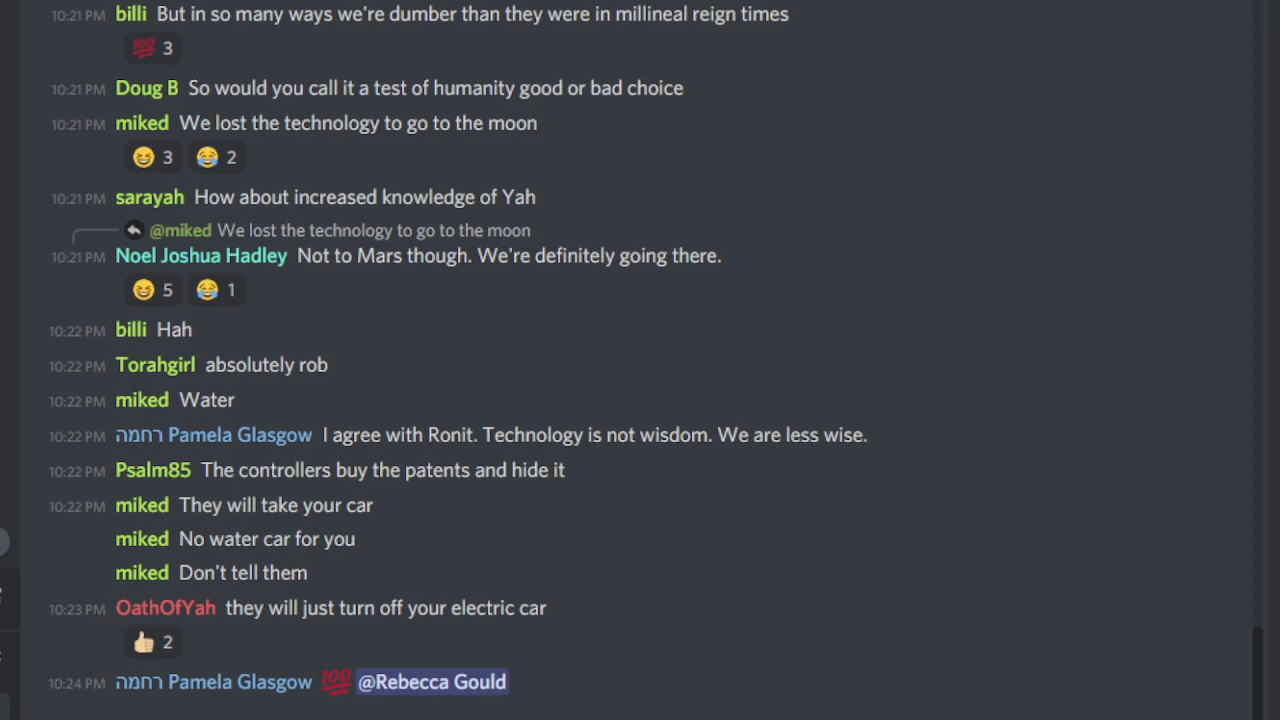 10:21 PM billi But in so many ways we're dumber than they were in millineal reign times
💯 3
10:21 PM Doug B So would you call it a test of humanity good or bad choice
10:21 PM miked We lost the technology to go to the moon
😆 3 😂 2
10:21 PM sarayah How about increased knowledge of Yah
@miked We lost the technology to go to the moon
10:21 PM Noel Joshua Hadley Not to Mars though. We're definitely going there.
😆 5 😂 1
10:22 PM billi Hah
10:22 PM Torahgirl absolutely rob
10:22 PM miked Water
10:22 PM רחמה Pamela Glasgow I agree with Ronit. Technology is not wisdom. We are less wise.
10:22 PM Psalm85 The controllers buy the patents and hide it
10:22 PM miked They will take your car
miked No water car for you
miked Don't tell them
10:23 PM OathOfYah they will just turn off your electric car
👍🏼 2
10:24 PM רחמה Pamela Glasgow 💯 @Rebecca Gould